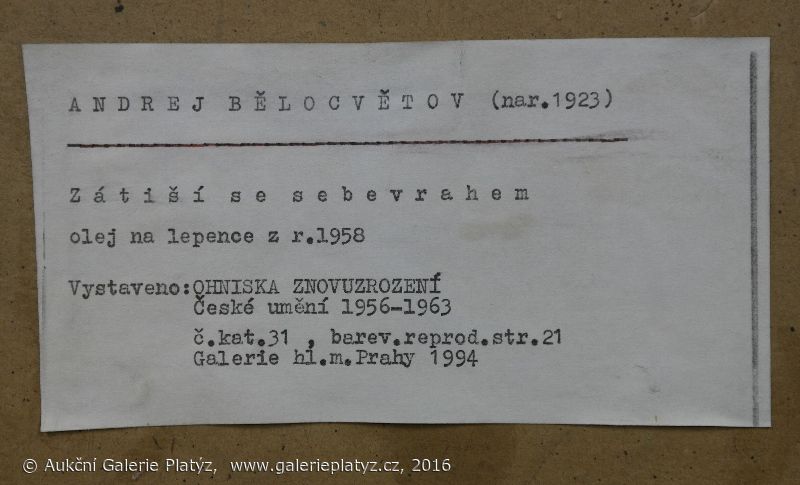 ANDREJ BĚLOCVĚTOV (nar.1923)
Zátiší se sebevrahem
olej na lepence z r.1958
Vystaveno:OHNISKA ZNOVUZROZENÍ
České umění 1956-1963
č.kat.31 , barev.reprod.str.21
Galerie hl.m.Prahy 1994
© Aukční Galerie Platýz, www.galerieplatyz.cz, 2016